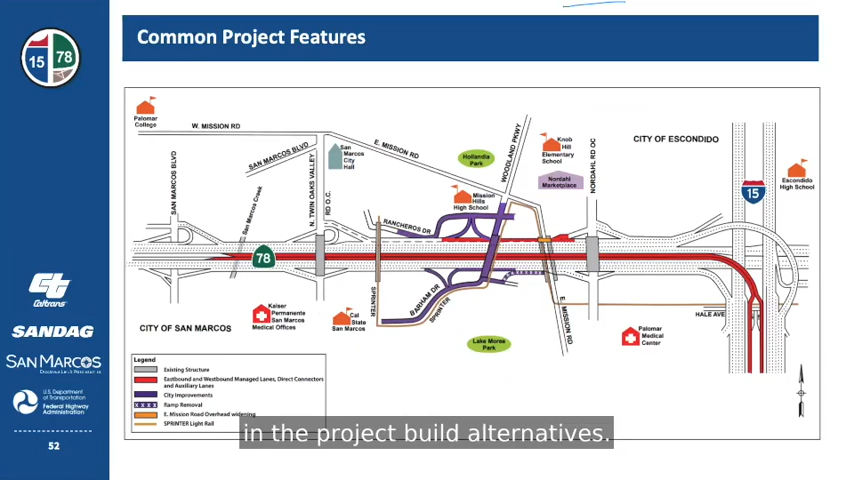 Common Project Features
15 78
Palomar
College
W. MISSION RD
SAN MARCOS BLVD
SAN MARCOS BLVD
San Marcos Creek
N. TWIN OAKS VALLEY
RD O.C.
San
Marcos
City
Hall
E. MISSION RD
Hollandia
Park
WOODLAND PKWY
Knob
Hill
Elementary
School
Nordahl
Marketplace
NORDAHL RD OC
CITY OF ESCONDIDO
15
Escondido
High School
Mission
Hills
High School
RANCHEROS DR
78
SPRINTER
BARHAM DR
SPRINTER
E. MISSION RD
HALE AVE
CITY OF SAN MARCOS
Kaiser
Permanente
San Marcos
Medical Offices
Cal
State
San Marcos
Lake Moree
Park
Palomar
Medical
Center
Legend
Existing Structure
Eastbound and Westbound Managed Lanes, Direct Connectors
and Auxiliary Lanes
City Improvements
Ramp Removal
E. Mission Road Overhead widening
SPRINTER Light Rail
in the project build alternatives.
Caltrans
SANDAG
SAN MARCOS
U.S. Department
of Transportation
Federal Highway
Administration
52